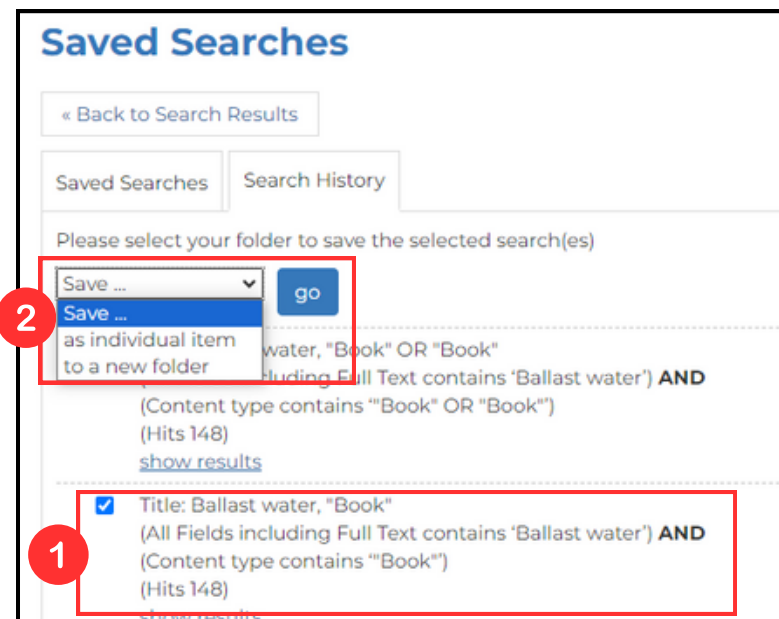 Saved Searches
« Back to Search Results
Saved Searches
Search History
Please select your folder to save the selected search(es)
Save ...
go
2
Save ...
as individual item
to a new folder
water, "Book" OR "Book"
cluding Full Text contains ‘Ballast water’) AND
(Content type contains ‘"Book" OR "Book"’)
(Hits 148)
show results
Title: Ballast water, "Book"
(All Fields including Full Text contains ‘Ballast water’) AND
1
(Content type contains ‘"Book"’)
(Hits 148)
show results